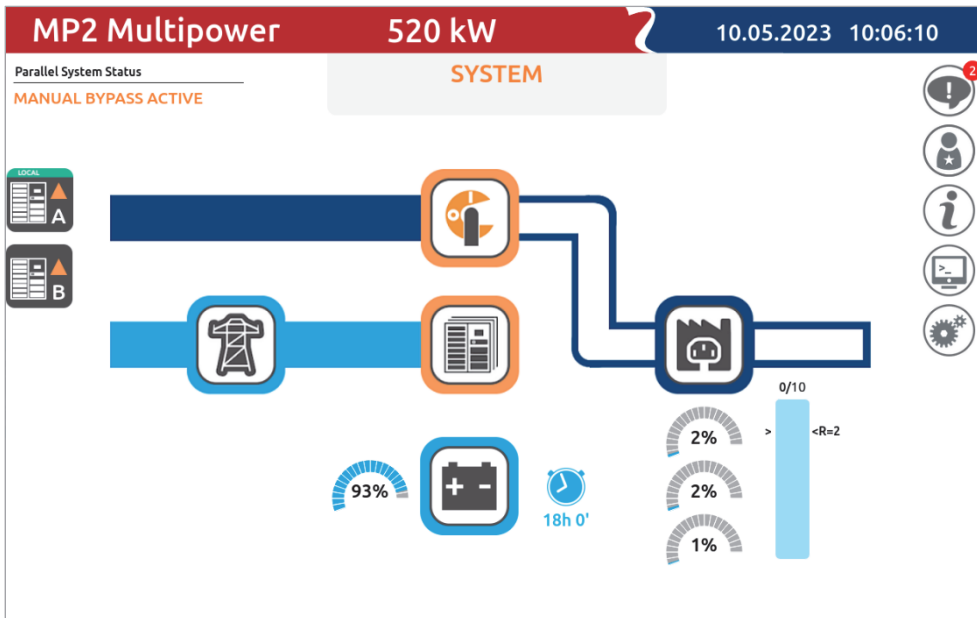 MP2 Multipower 520 kW 10.05.2023 10:06:10
Parallel System Status
MANUAL BYPASS ACTIVE
SYSTEM
2
LOCAL
A
B
0/10
> <R=2
2%
2%
1%
93%
18h 0'